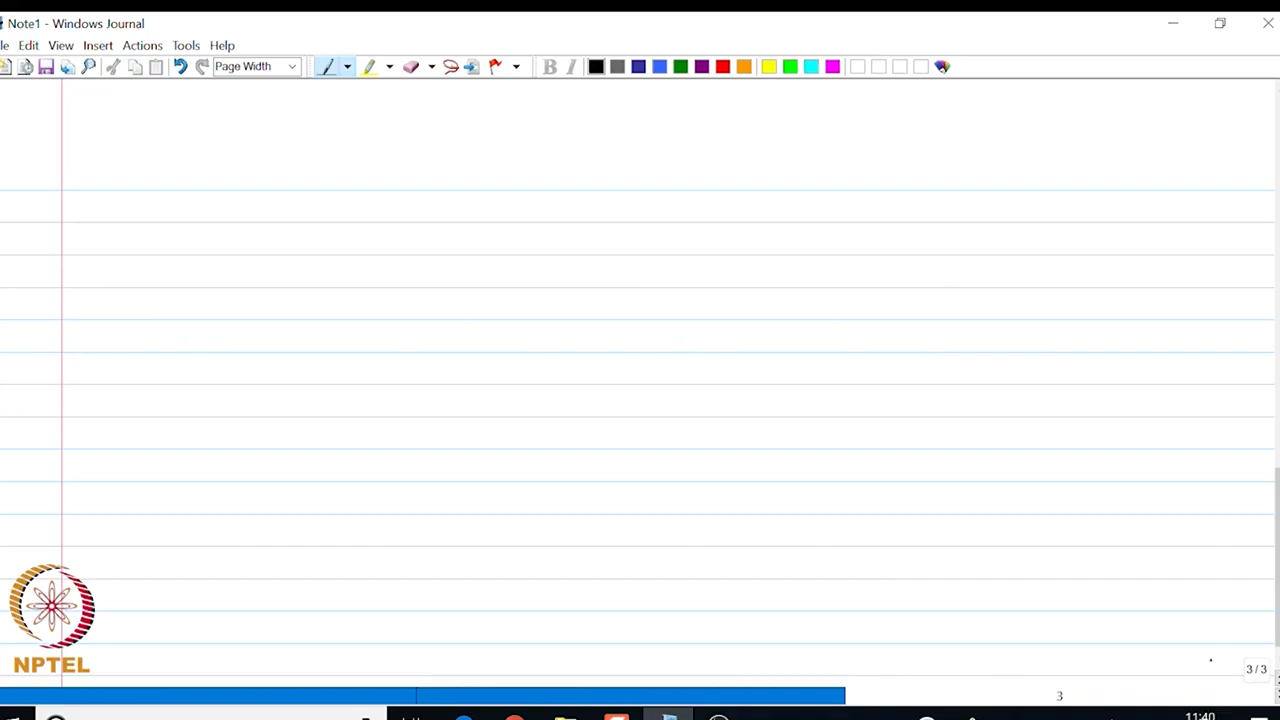 Note1 - Windows Journal
le Edit View Insert Actions Tools Help
Page Width B I
NPTEL
3 / 3
3
11:40